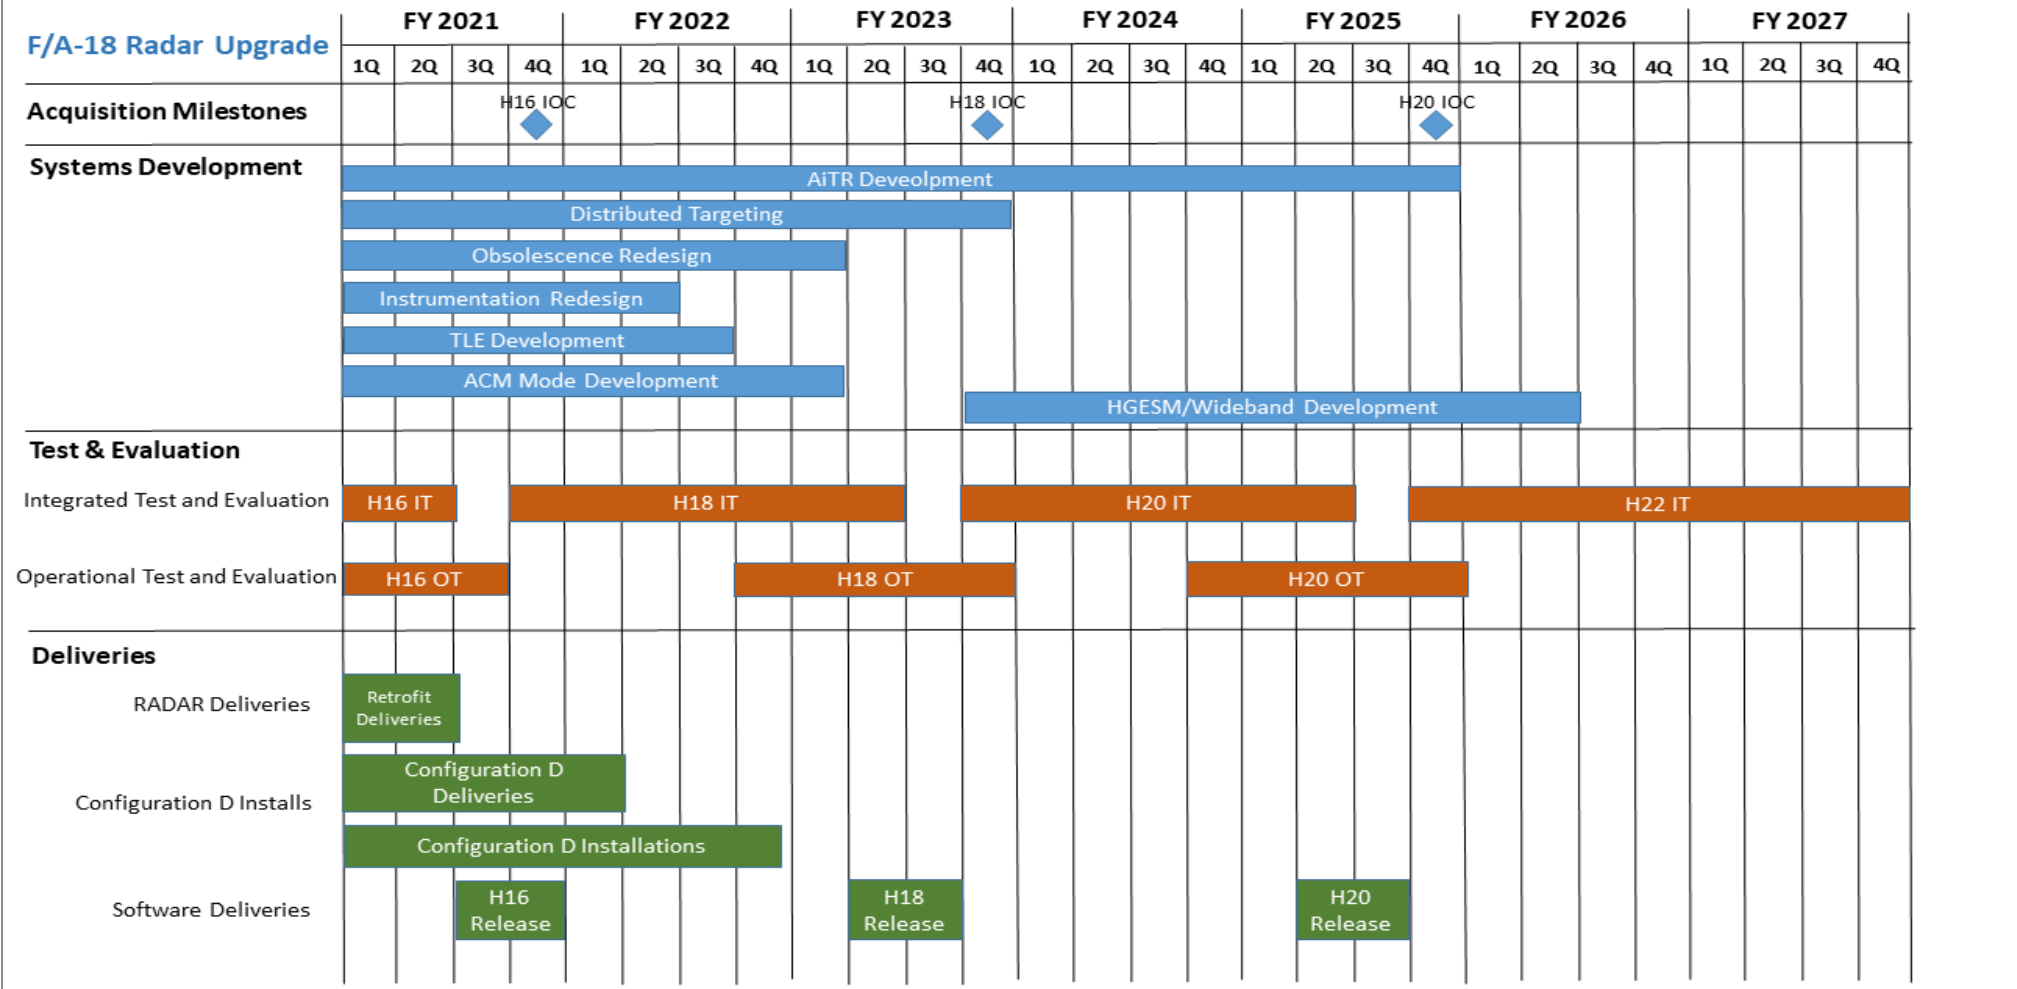 FY 2021 FY 2022 FY 2023 FY 2024 FY 2025 FY 2026 FY 2027
F/A-18 Radar Upgrade
1Q 2Q 3Q 4Q 1Q 2Q 3Q 4Q 1Q 2Q 3Q 4Q 1Q 2Q 3Q 4Q 1Q 2Q 3Q 4Q 1Q 2Q 3Q 4Q 1Q 2Q 3Q 4Q
Acquisition Milestones
H16 IOC H18 IOC H20 IOC
Systems Development
AiTR Deveolpment
Distributed Targeting
Obsolescence Redesign
Instrumentation Redesign
TLE Development
ACM Mode Development
HGESM/Wideband Development
Test & Evaluation
Integrated Test and Evaluation
H16 IT H18 IT H20 IT H22 IT
Operational Test and Evaluation
H16 OT H18 OT H20 OT
Deliveries
RADAR Deliveries
Retrofit
Deliveries
Configuration D Installs
Configuration D
Deliveries
Configuration D Installations
Software Deliveries
H16
Release
H18
Release
H20
Release